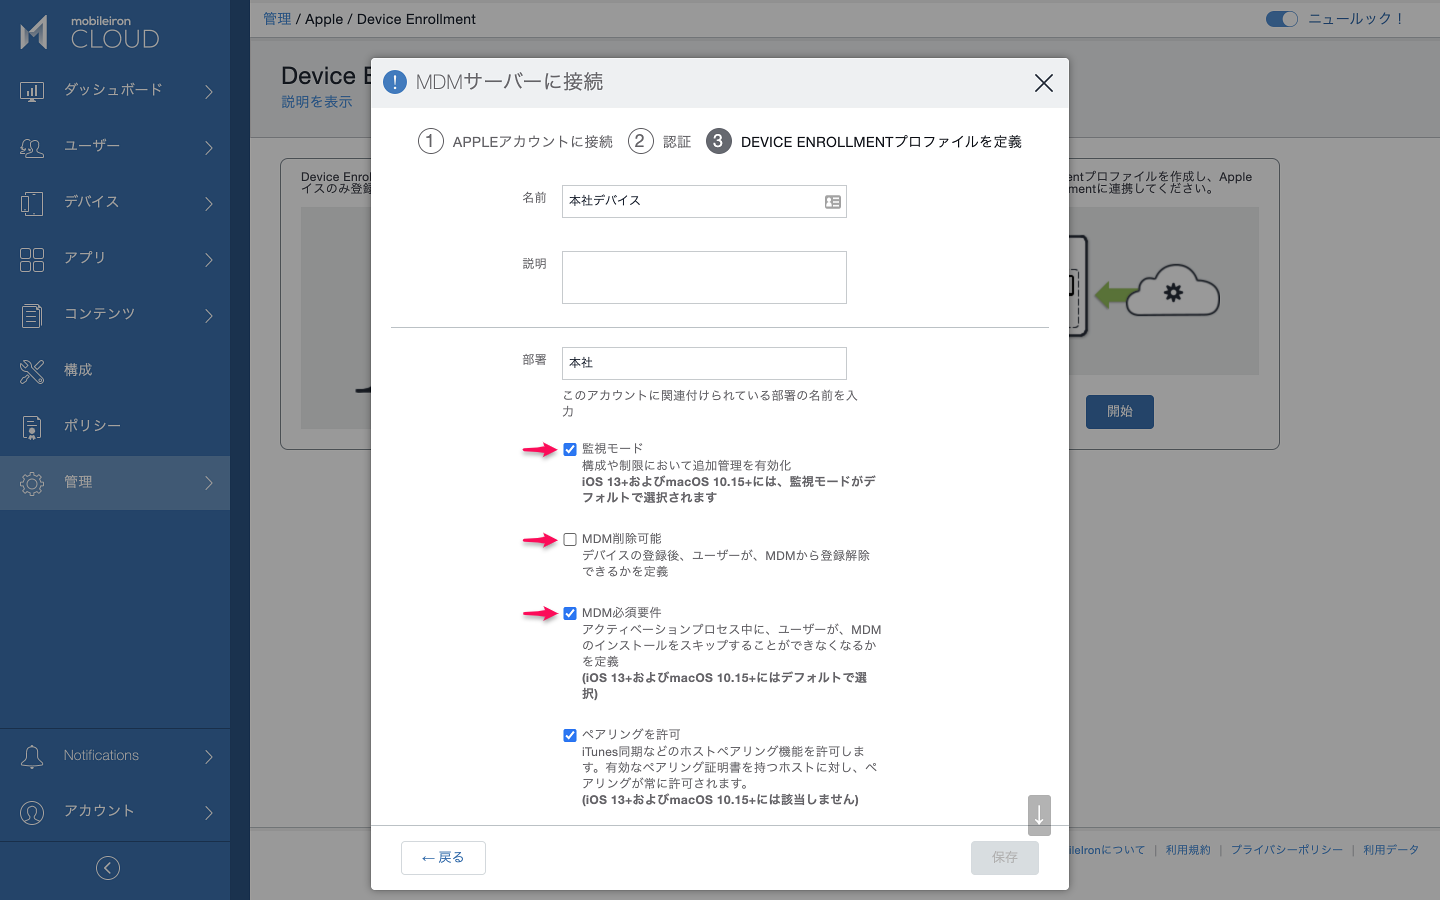 mobileiron
CLOUD
ダッシュボード
ユーザー
デバイス
アプリ
コンテンツ
構成
ポリシー
管理
Notifications
アカウント
管理 / Apple / Device Enrollment
ニュールック！
Device E
説明を表示
MDMサーバーに接続
1 APPLEアカウントに接続 2 認証 3 DEVICE ENROLLMENTプロファイルを定義
Device Enrol
イスのみ登録
entプロファイルを作成し、Apple
mentに連携してください。
開始
名前
本社デバイス
説明
部署
本社
このアカウントに関連付けられている部署の名前を入
力
監視モード
構成や制限において追加管理を有効化
iOS 13+およびmacOS 10.15+には、監視モードがデ
フォルトで選択されます
MDM削除可能
デバイスの登録後、ユーザーが、MDMから登録解除
できるかを定義
MDM必須要件
アクティベーションプロセス中に、ユーザーが、MDM
のインストールをスキップすることができなくなるか
を定義
(iOS 13+およびmacOS 10.15+にはデフォルトで選
択)
ペアリングを許可
iTunes同期などのホストペアリング機能を許可しま
す。有効なペアリング証明書を持つホストに対し、ペ
アリングが常に許可されます。
(iOS 13+およびmacOS 10.15+には該当しません)
←戻る
保存
bileIronについて | 利用規約 | プライバシーポリシー | 利用データ